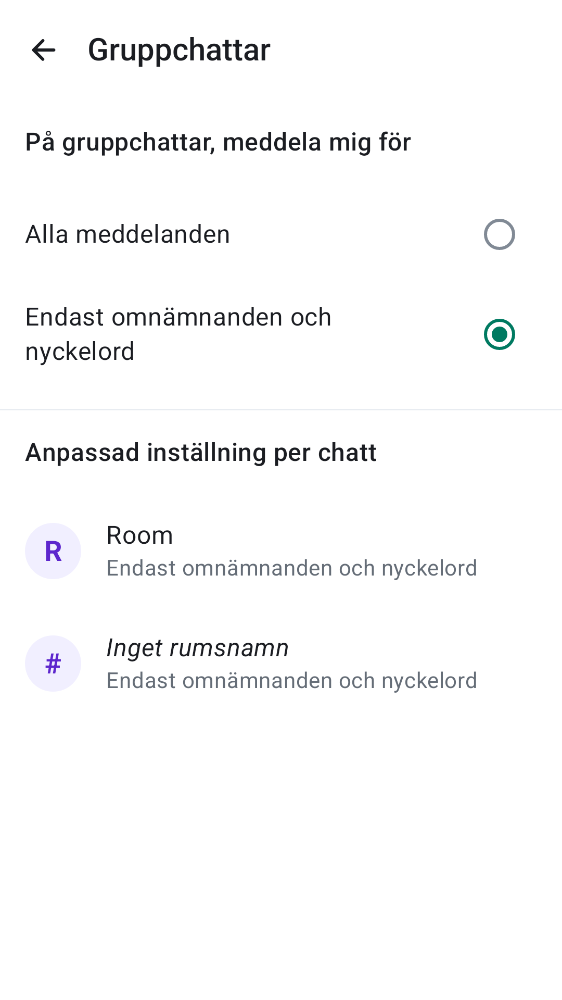 Gruppchattar
På gruppchattar, meddela mig för
Alla meddelanden
Endast omnämnanden och
nyckelord
Anpassad inställning per chatt
R
Room
Endast omnämnanden och nyckelord
#
Inget rumsnamn
Endast omnämnanden och nyckelord